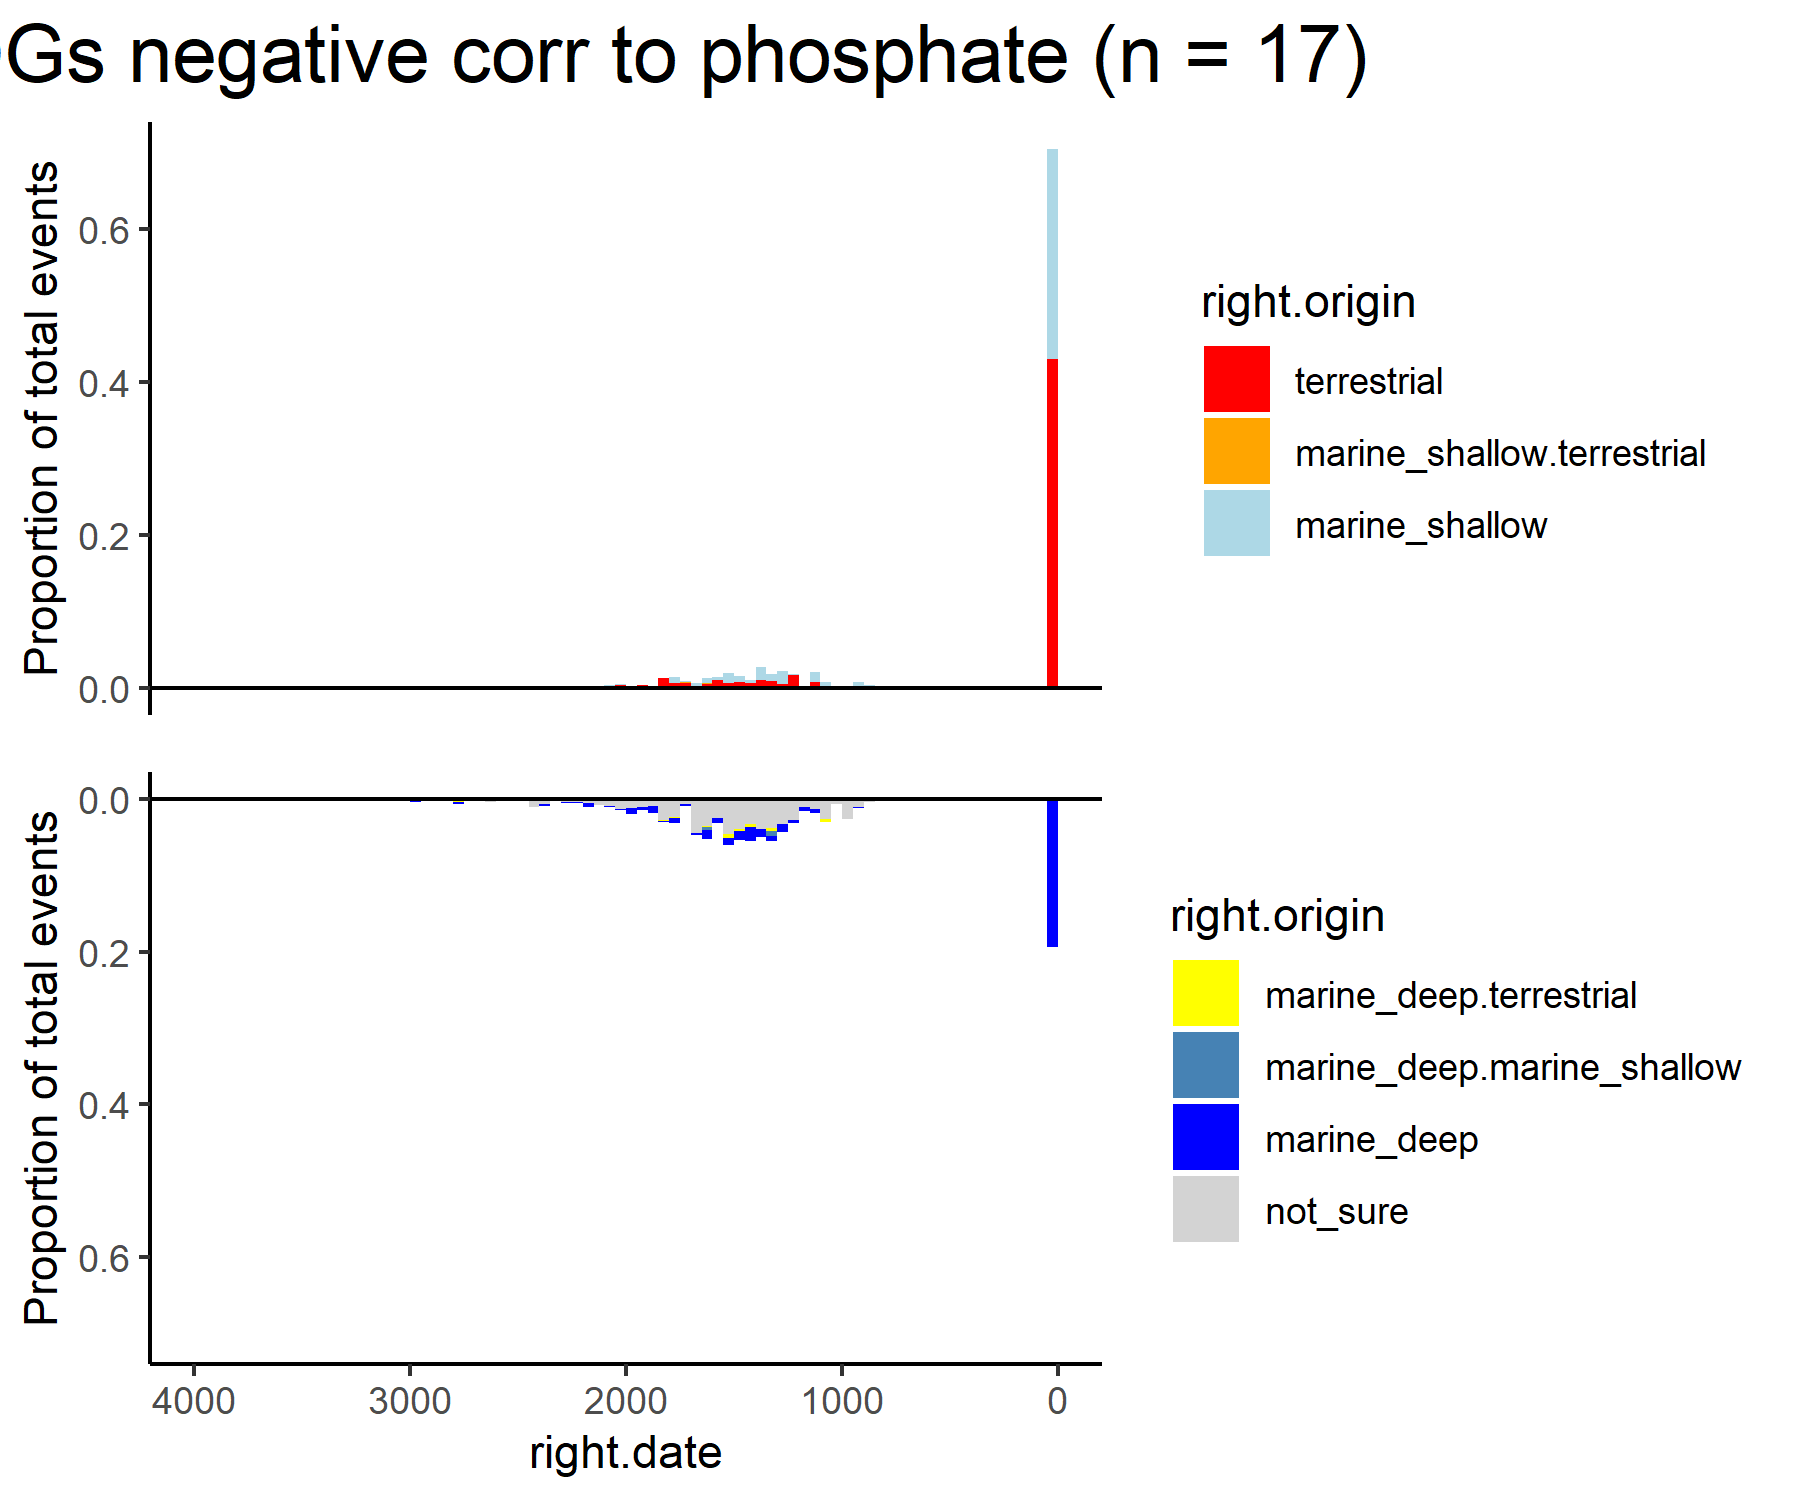 Gs negative corr to phosphate (n = 17)
Proportion of total events
0.6
0.4
0.2
0.0
right.origin
terrestrial
marine_shallow.terrestrial
marine_shallow
Proportion of total events
0.0
0.2
0.4
0.6
right.origin
marine_deep.terrestrial
marine_deep.marine_shallow
marine_deep
not_sure
4000 3000 2000 1000 0
right.date